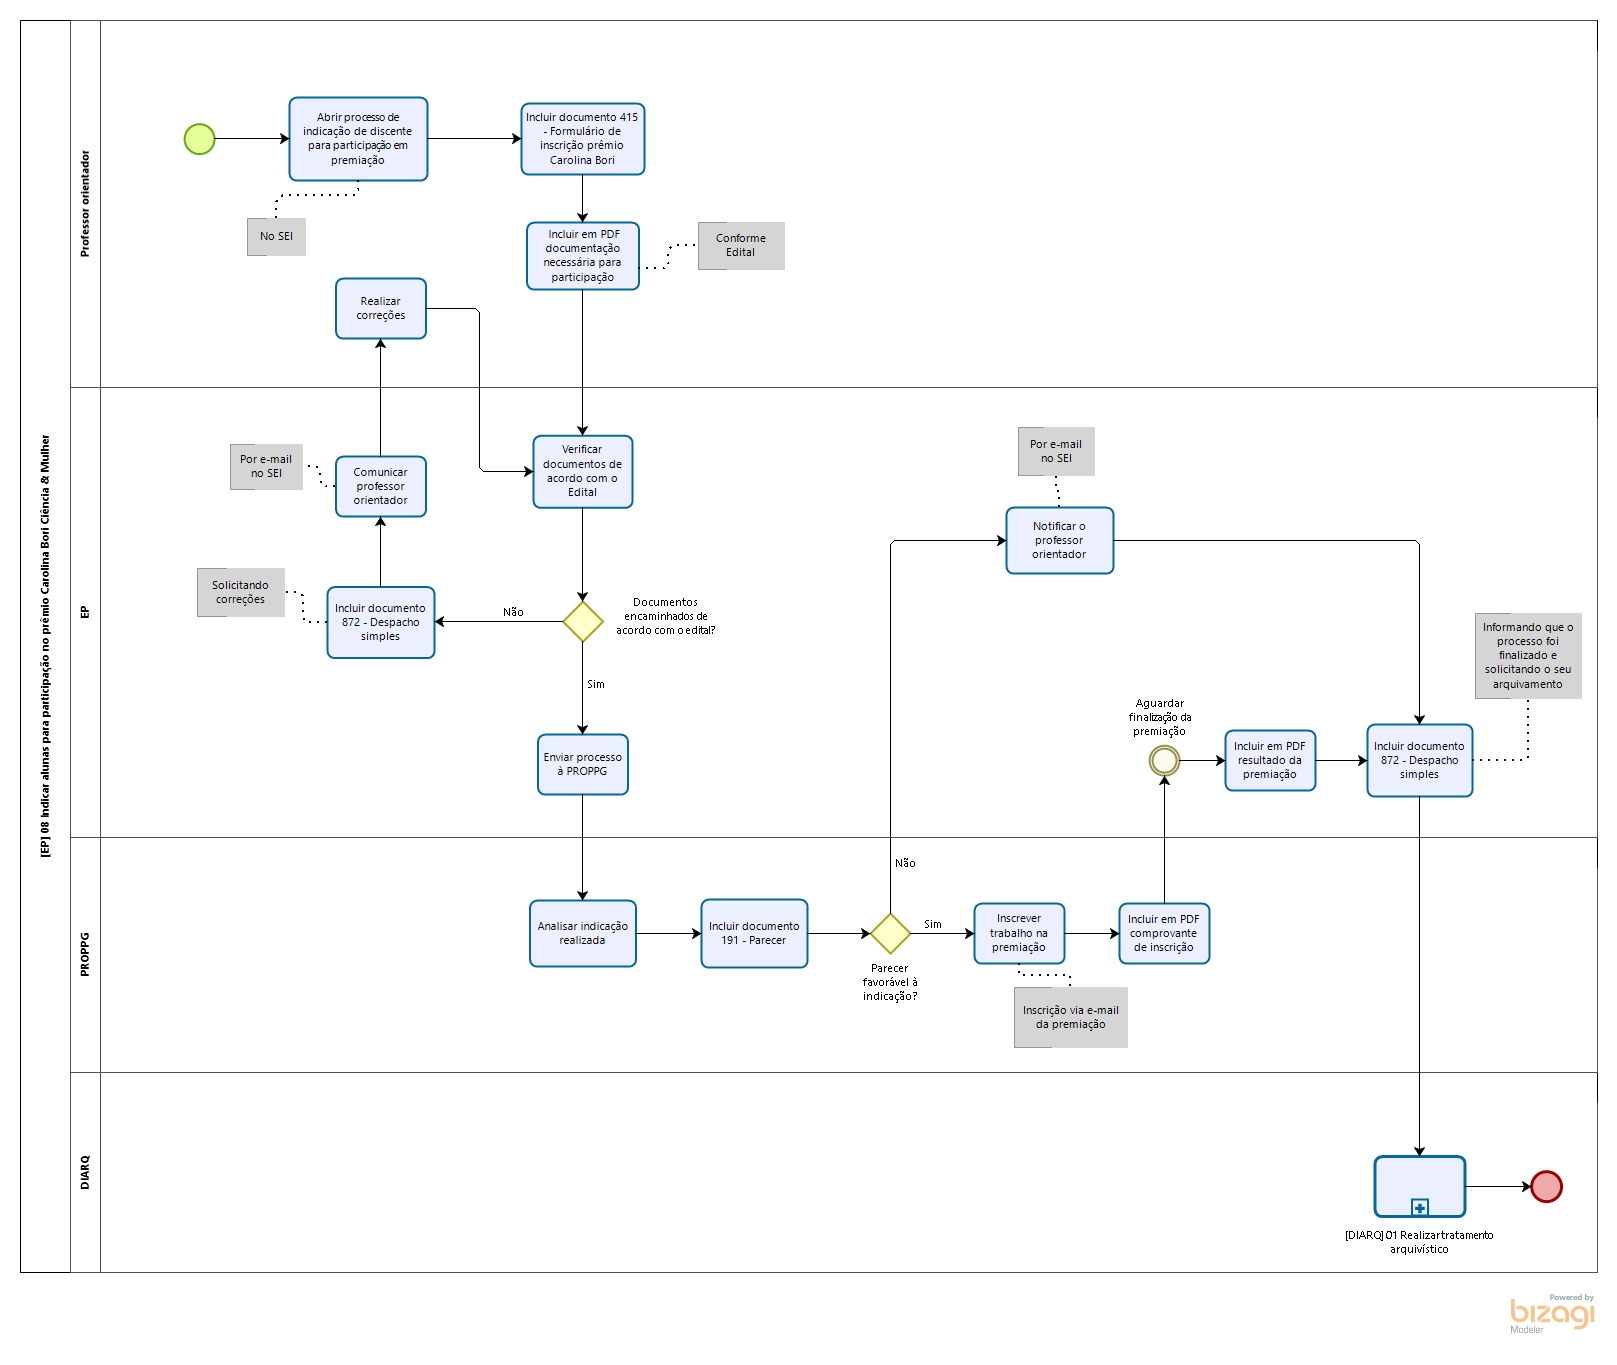 [EP] 08 Indicar alunas para participação no prêmio Carolina Bori Ciência & Mulher
Professor orientador
Abrir processo de
indicação de discente
para participação em
premiação
No SEI
Incluir documento 415
- Formulário de
inscrição prêmio
Carolina Bori
Incluir em PDF
documentação
necessária para
participação
Conforme
Edital
Realizar
correções
EP
Verificar
documentos de
acordo com o
Edital
Por e-mail
no SEI
Comunicar
professor
orientador
Solicitando
correções
Incluir documento
872 - Despacho
simples
Não
Documentos
encaminhados de
acordo com o edital?
Sim
Enviar processo
à PROPPG
Por e-mail
no SEI
Notificar o
professor
orientador
Aguardar
finalização da
premiação
Incluir em PDF
resultado da
premiação
Incluir documento
872 - Despacho
simples
Informando que o
processo foi
finalizado e
solicitando o seu
arquivamento
PROPPG
Analisar indicação
realizada
Incluir documento
191 - Parecer
Não
Parecer
favorável à
indicação?
Sim
Inscrever
trabalho na
premiação
Inscrição via e-mail
da premiação
Incluir em PDF
comprovante
de inscrição
DIARQ
[DIARQ] 01 Realizar tratamento
arquivístico
Powered by
bizagi
Modeler